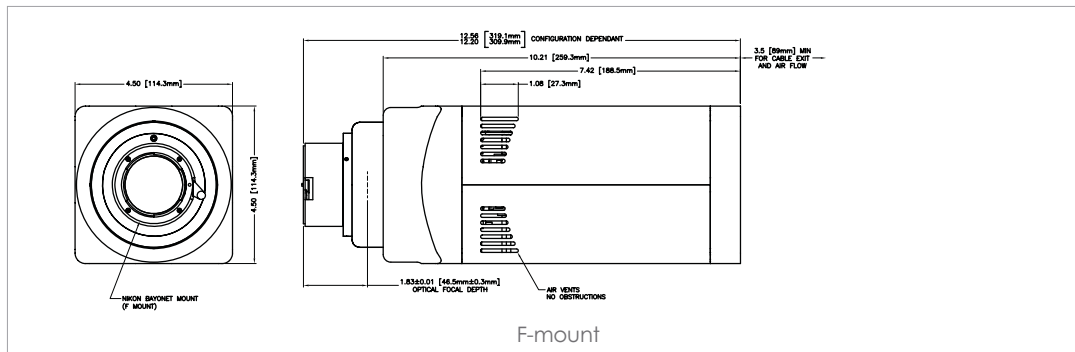 12.56 [319.1mm]
12.20 [309.9mm] CONFIGURATION DEPENDANT
10.21 [259.3mm]
3.5 [89mm] MIN
FOR CABLE EXIT
AND AIR FLOW
7.42 [188.5mm]
4.50 [114.3mm]
1.08 [27.3mm]
4.50 [114.3mm]
1.83±0.01 [46.5mm±0.3mm]
OPTICAL FOCAL DEPTH
NIKON BAYONET MOUNT
(F MOUNT)
AIR VENTS
NO OBSTRUCTIONS
F-mount